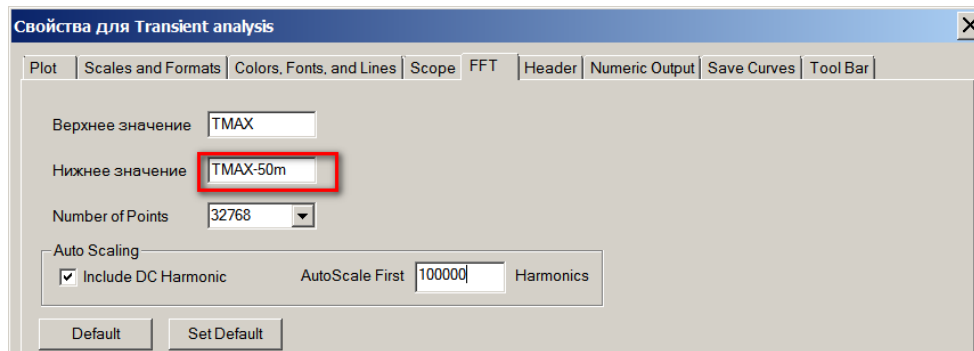 Свойства для Transient analysis
Plot Scales and Formats Colors, Fonts, and Lines Scope FFT Header Numeric Output Save Curves Tool Bar
Верхнее значение TMAX
Нижнее значение TMAX-50m
Number of Points 32768
Auto Scaling
Include DC Harmonic AutoScale First 100000 Harmonics
Default Set Default